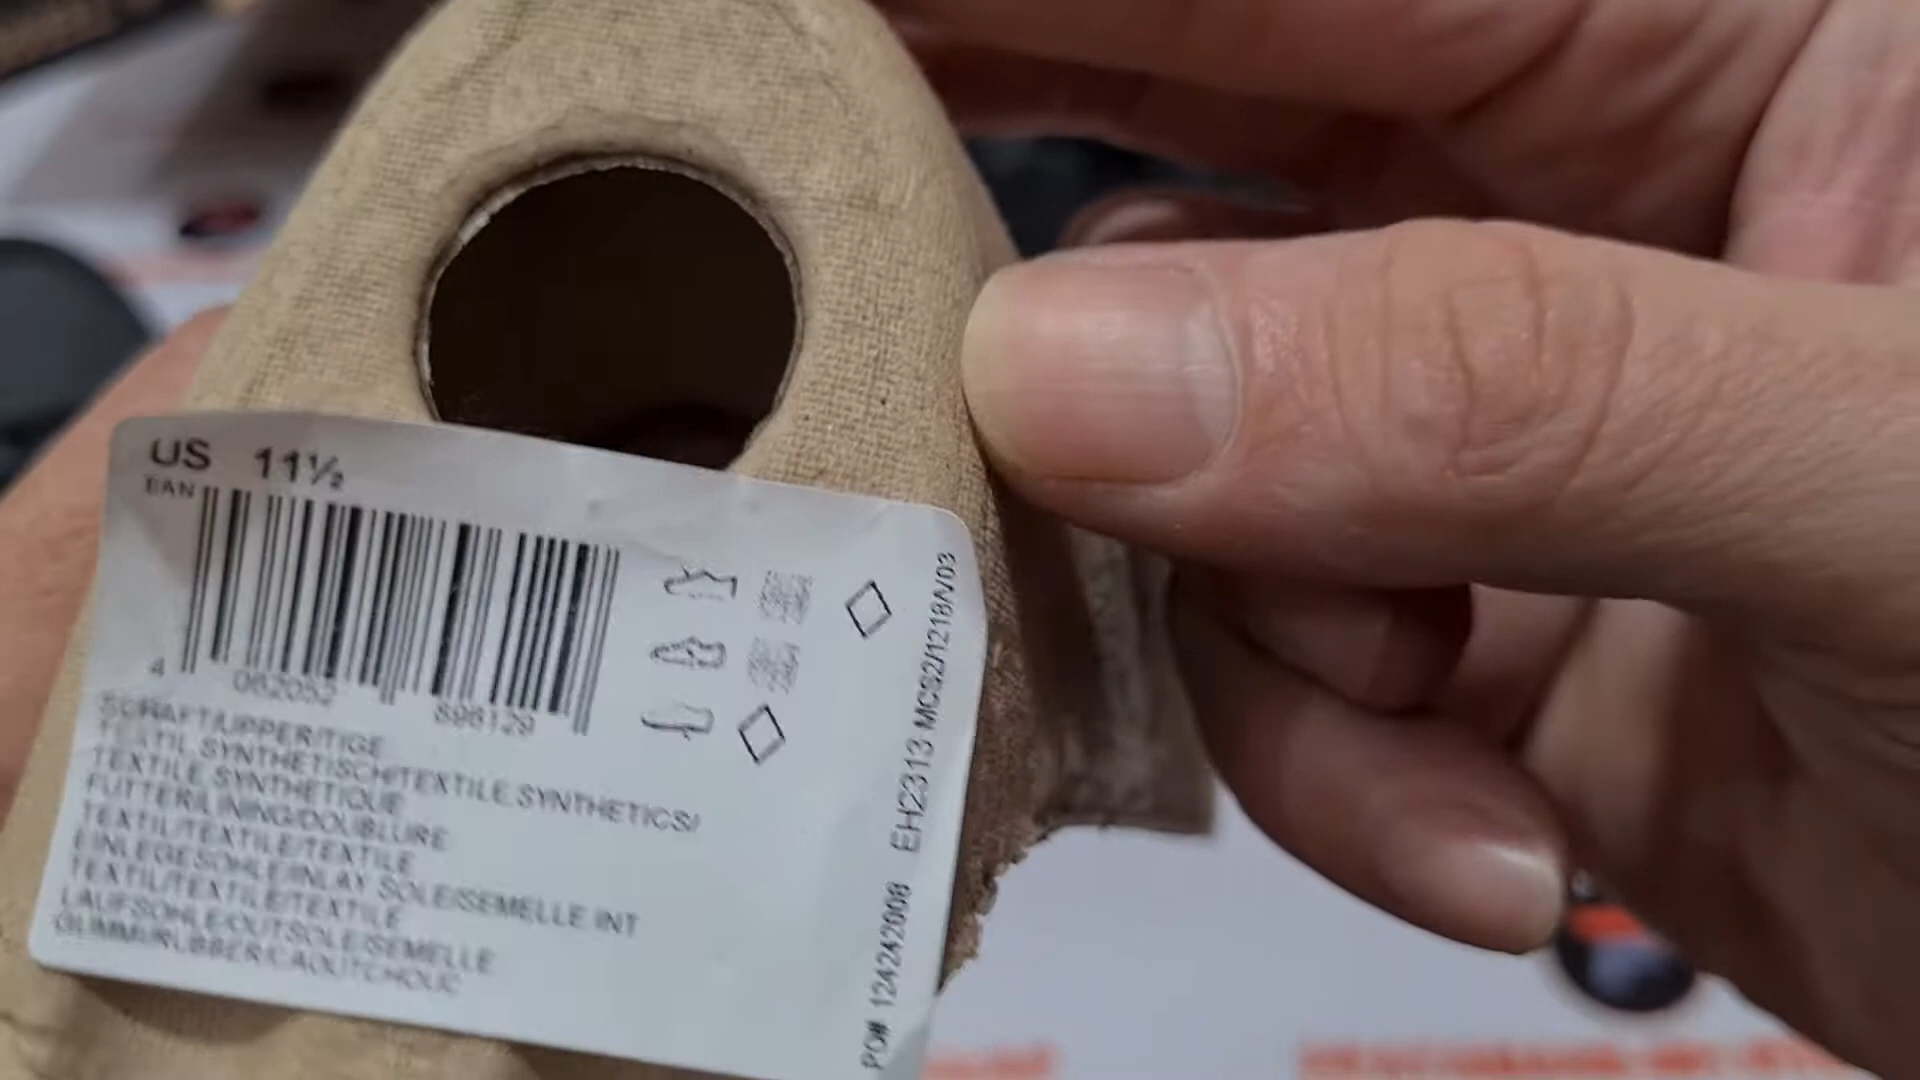 US 11½
EAN
4 062052 896129
SCHAFT/UPPER/TIGE
TEXTIL SYNTHETISCH/TEXTILE,SYNTHETICS/
TEXTILE SYNTHETIQUE
FUTTER/LINING/DOUBLURE
TEXTIL/TEXTILE/TEXTILE
EINLEGESOHLE/INLAY SOLE/SEMELLE INT
TEXTIL/TEXTILE/TEXTILE
LAUFSOHLE/OUTSOLE/SEMELLE
GUMMI/RUBBER/CAOUTCHOUC
PO# 12A2A2008 EH2313 MCS2/1218/V/03